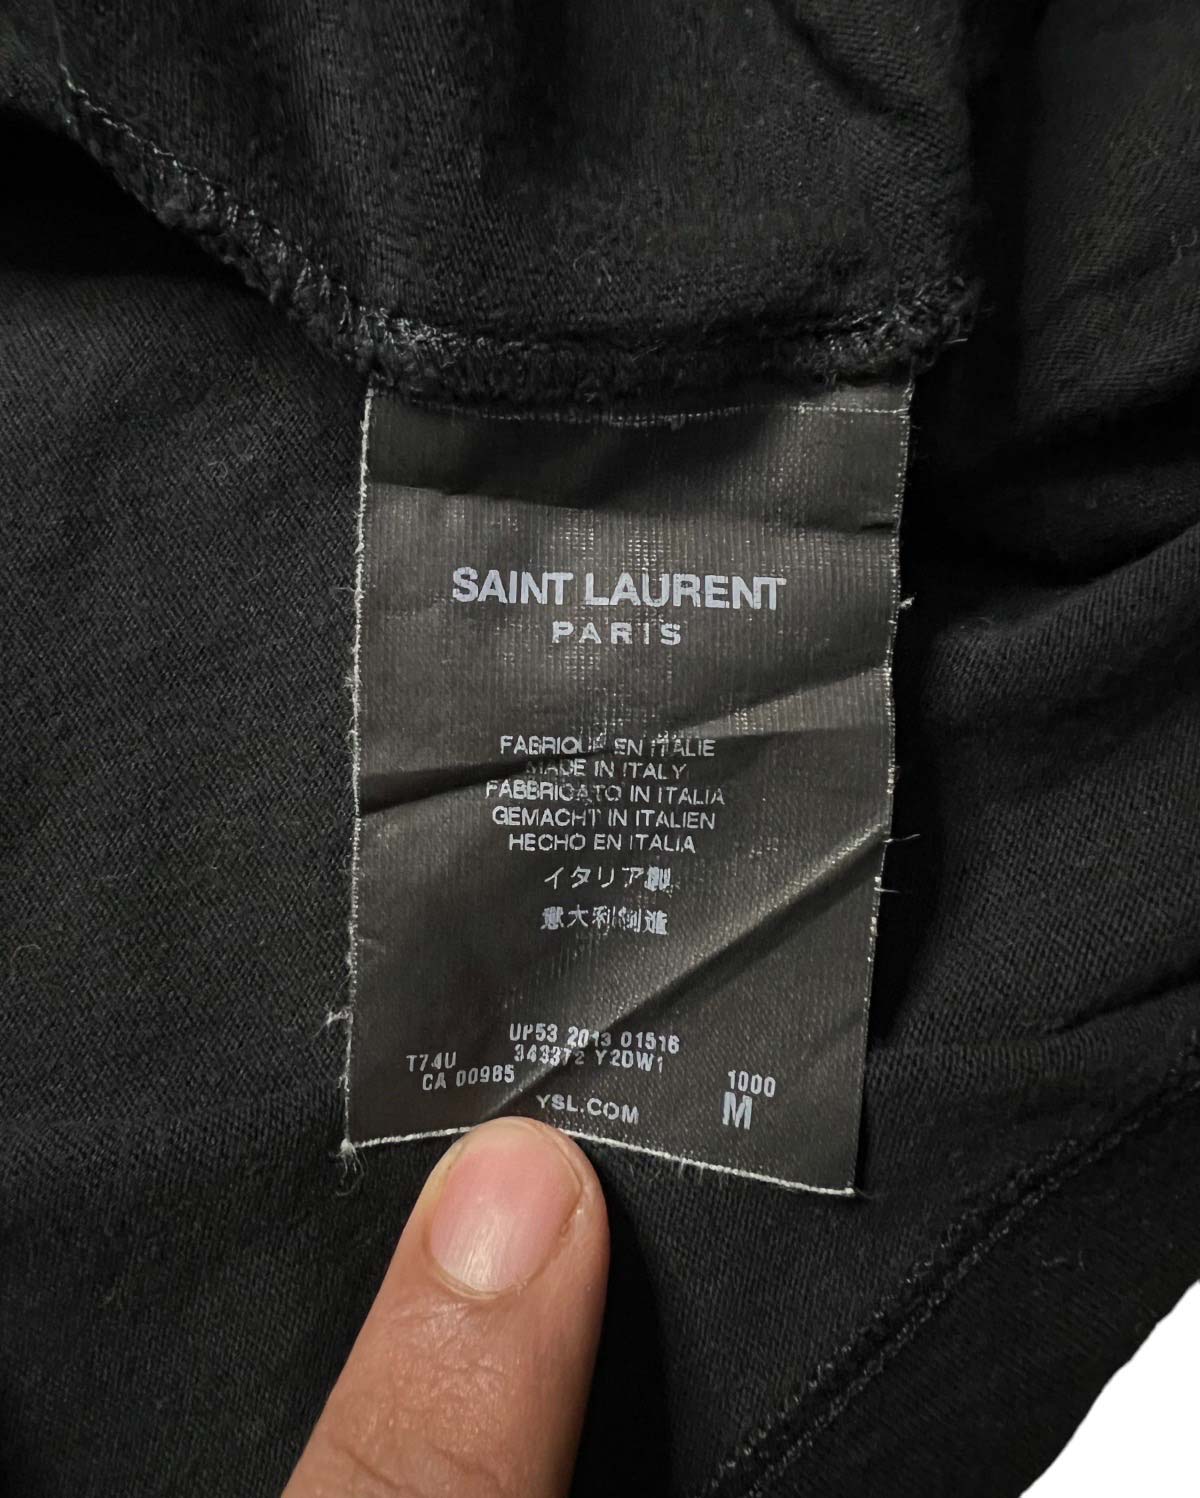 SAINT LAURENT
PARIS
FABRIQUÉ EN ITALIE
MADE IN ITALY
FABBRICATO IN ITALIA
GEMACHT IN ITALIEN
HECHO EN ITALIA
イタリア製
意大利制造
UP53 2013 01516
T74U 343372 Y2DW1
CA 00985 1000
YSL.COM M